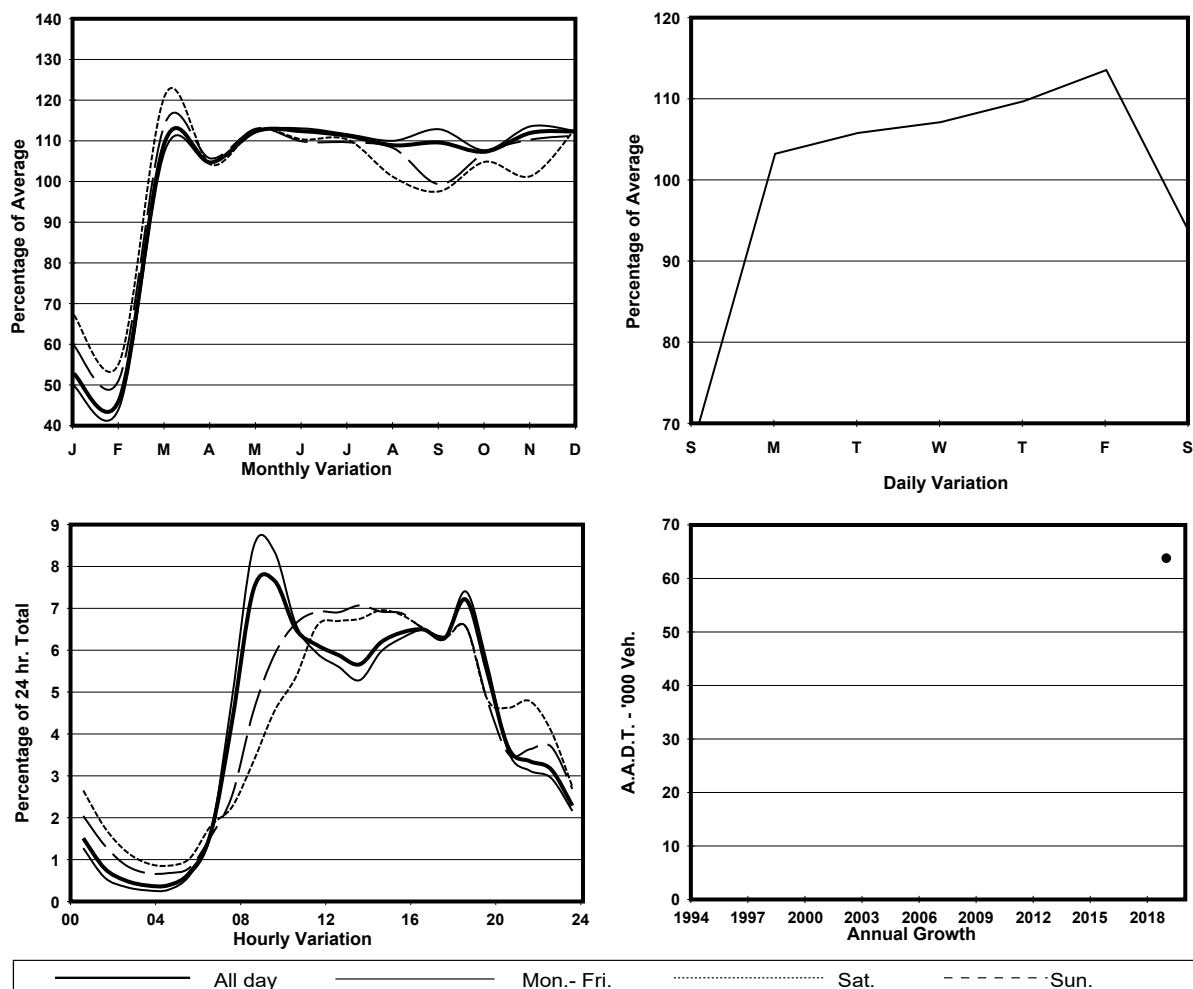 140
130
120
110
100
90
80
70
60
50
40
Percentage of Average
J F M A M J J A S O N D
Monthly Variation
120
110
100
90
80
70
Percentage of Average
S M T W T F S
Daily Variation
9
8
7
6
5
4
3
2
1
0
Percentage of 24 hr. Total
00 04 08 12 16 20 24
Hourly Variation
70
60
50
40
30
20
10
0
A.A.D.T. - '000 Veh.
1994 1997 2000 2003 2006 2009 2012 2015 2018
Annual Growth
All day Mon.- Fri. Sat. Sun.